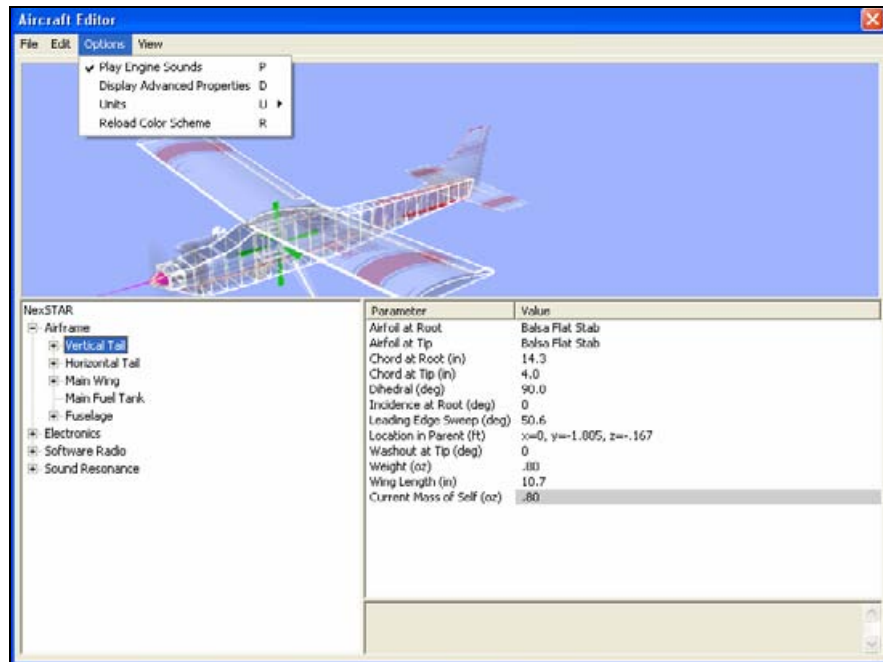 Aircraft Editor
File Edit Options View
Play Engine Sounds P
Display Advanced Properties D
Units U
Reload Color Scheme R
NexSTAR
Airframe
Vertical Tail
Horizontal Tail
Main Wing
Main Fuel Tank
Fuselage
Electronics
Software Radio
Sound Resonance
Parameter Value
Airfoil at Root Balsa Flat Stab
Airfoil at Tip Balsa Flat Stab
Chord at Root (in) 14.3
Chord at Tip (in) 4.0
Dihedral (deg) 90.0
Incidence at Root (deg) 0
Leading Edge Sweep (deg) 50.6
Location in Parent (ft) x=0, y=-1.805, z=-.167
Washout at Tip (deg) 0
Weight (oz) .80
Wing Length (in) 10.7
Current Mass of Self (oz) .80